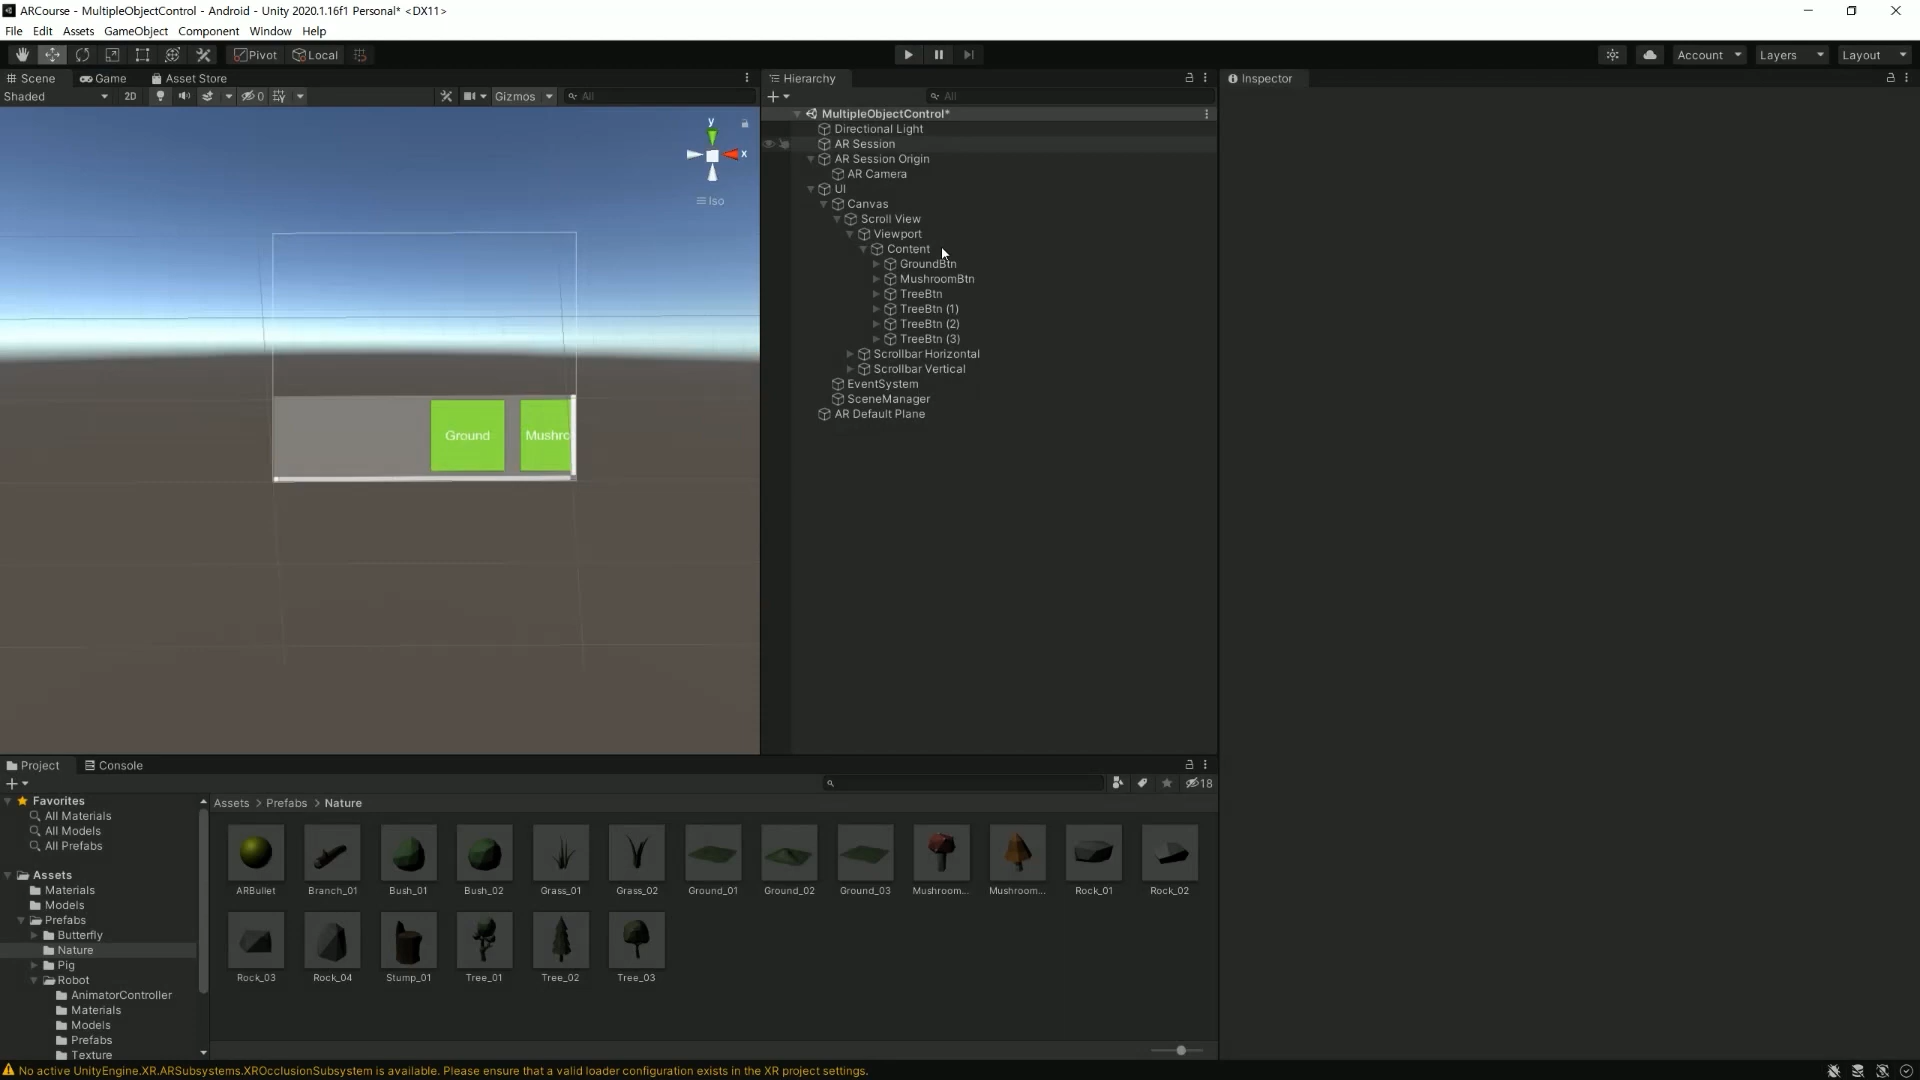 ARCourse - MultipleObjectControl - Android - Unity 2020.1.16f1 Personal* <DX11>
File Edit Assets GameObject Component Window Help
Pivot Local Account Layers Layout
Scene Game Asset Store
Shaded 2D 0 Gizmos All
y
x
Iso
Ground Mushro
Hierarchy
All
MultipleObjectControl*
Directional Light
AR Session
AR Session Origin
AR Camera
UI
Canvas
Scroll View
Viewport
Content
GroundBtn
MushroomBtn
TreeBtn
TreeBtn (1)
TreeBtn (2)
TreeBtn (3)
Scrollbar Horizontal
Scrollbar Vertical
EventSystem
SceneManager
AR Default Plane
Inspector
Project Console
18
Favorites
All Materials
All Models
All Prefabs
Assets
Materials
Models
Prefabs
Butterfly
Nature
Pig
Robot
AnimatorController
Materials
Models
Prefabs
Texture
Assets > Prefabs > Nature
ARBullet Branch_01 Bush_01 Bush_02 Grass_01 Grass_02 Ground_01 Ground_02 Ground_03 Mushroom... Mushroom... Rock_01 Rock_02
Rock_03 Rock_04 Stump_01 Tree_01 Tree_02 Tree_03
No active UnityEngine.XR.ARSubsystems.XROcclusionSubsystem is available. Please ensure that a valid loader configuration exists in the XR project settings.